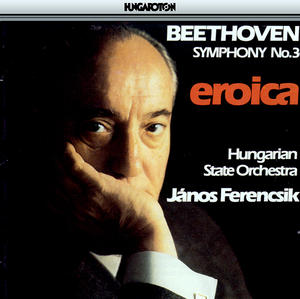 HUNGAROTON
BEETHOVEN
SYMPHONY No.3
eroica
Hungarian
State Orchestra
János Ferencsik